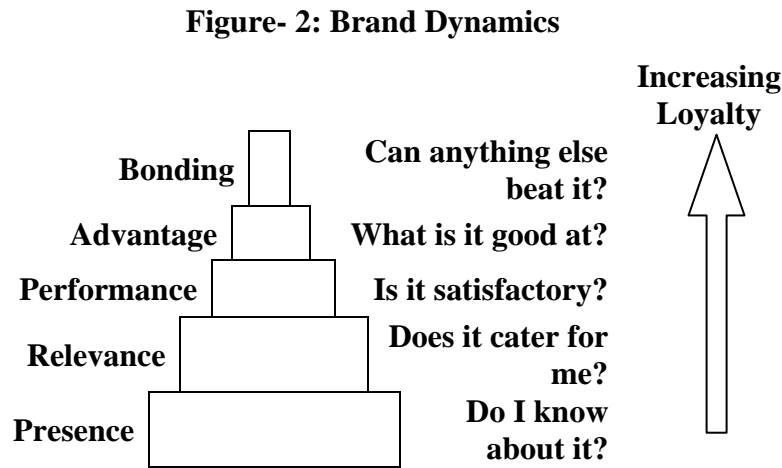 Figure- 2: Brand Dynamics
Increasing
Loyalty
Bonding
Can anything else
beat it?
Advantage
What is it good at?
Performance
Is it satisfactory?
Relevance
Does it cater for
me?
Presence
Do I know
about it?